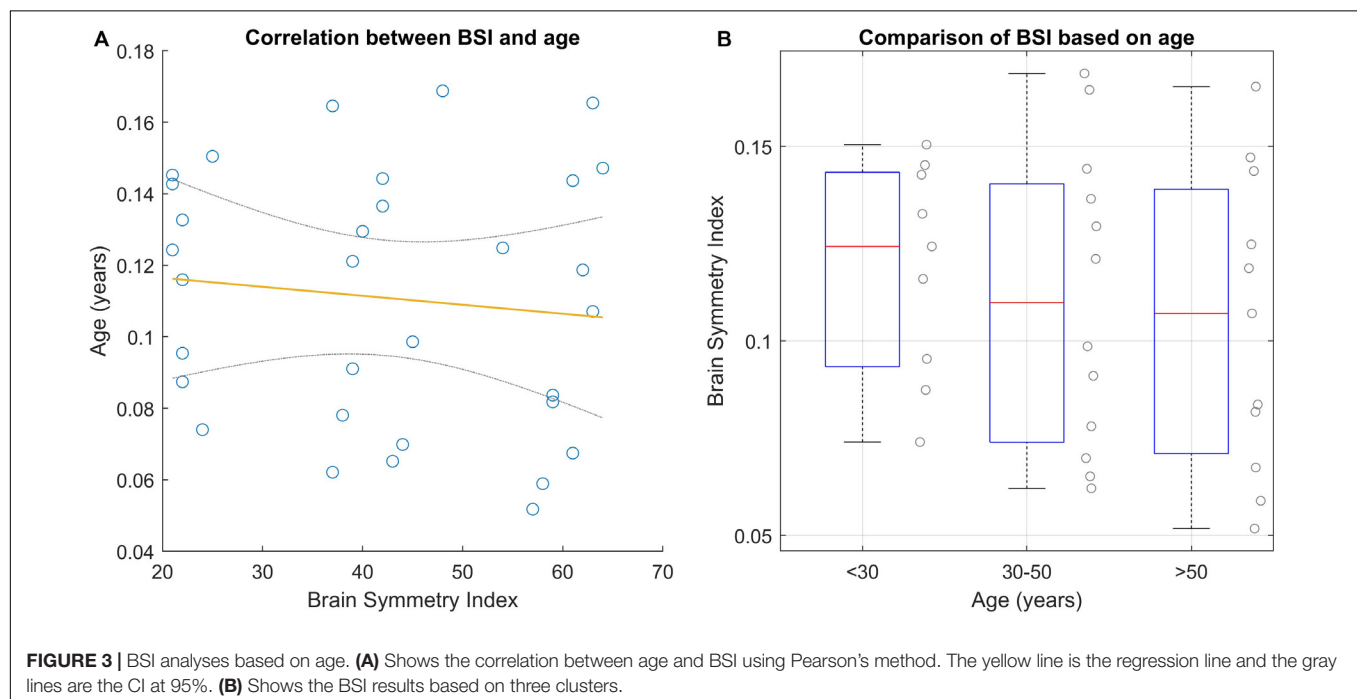 A
Correlation between BSI and age
0.18
0.16
0.14
0.12
0.1
0.08
0.06
0.04
Age (years)
20 30 40 50 60 70
Brain Symmetry Index
B
Comparison of BSI based on age
0.15
0.1
0.05
Brain Symmetry Index
<30 30-50 >50
Age (years)
FIGURE 3 | BSI analyses based on age. (A) Shows the correlation between age and BSI using Pearson's method. The yellow line is the regression line and the gray
lines are the CI at 95%. (B) Shows the BSI results based on three clusters.